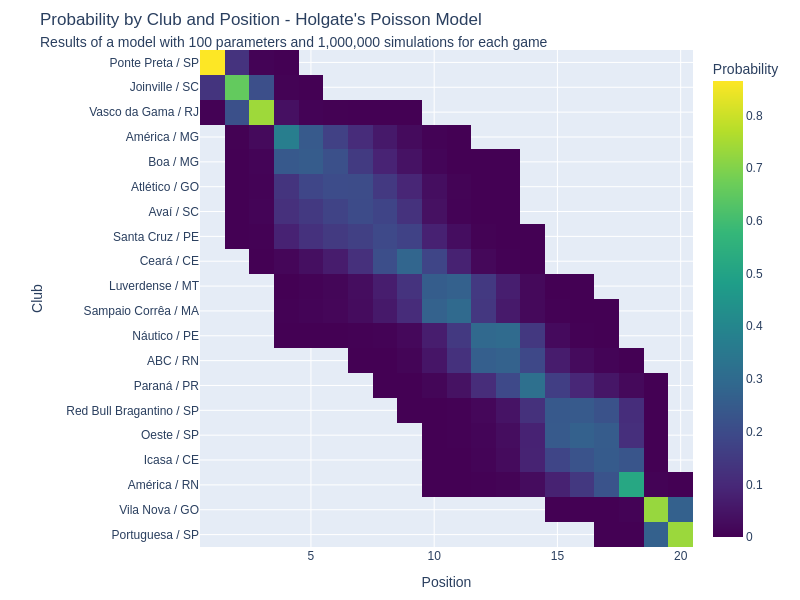 Probability by Club and Position - Holgate's Poisson Model
Results of a model with 100 parameters and 1,000,000 simulations for each game
Probability
Club
Ponte Preta / SP
Joinville / SC
Vasco da Gama / RJ
América / MG
Boa / MG
Atlético / GO
Avaí / SC
Santa Cruz / PE
Ceará / CE
Luverdense / MT
Sampaio Corrêa / MA
Náutico / PE
ABC / RN
Paraná / PR
Red Bull Bragantino / SP
Oeste / SP
Icasa / CE
América / RN
Vila Nova / GO
Portuguesa / SP
0.8
0.7
0.6
0.5
0.4
0.3
0.2
0.1
0
5
10
15
20
Position